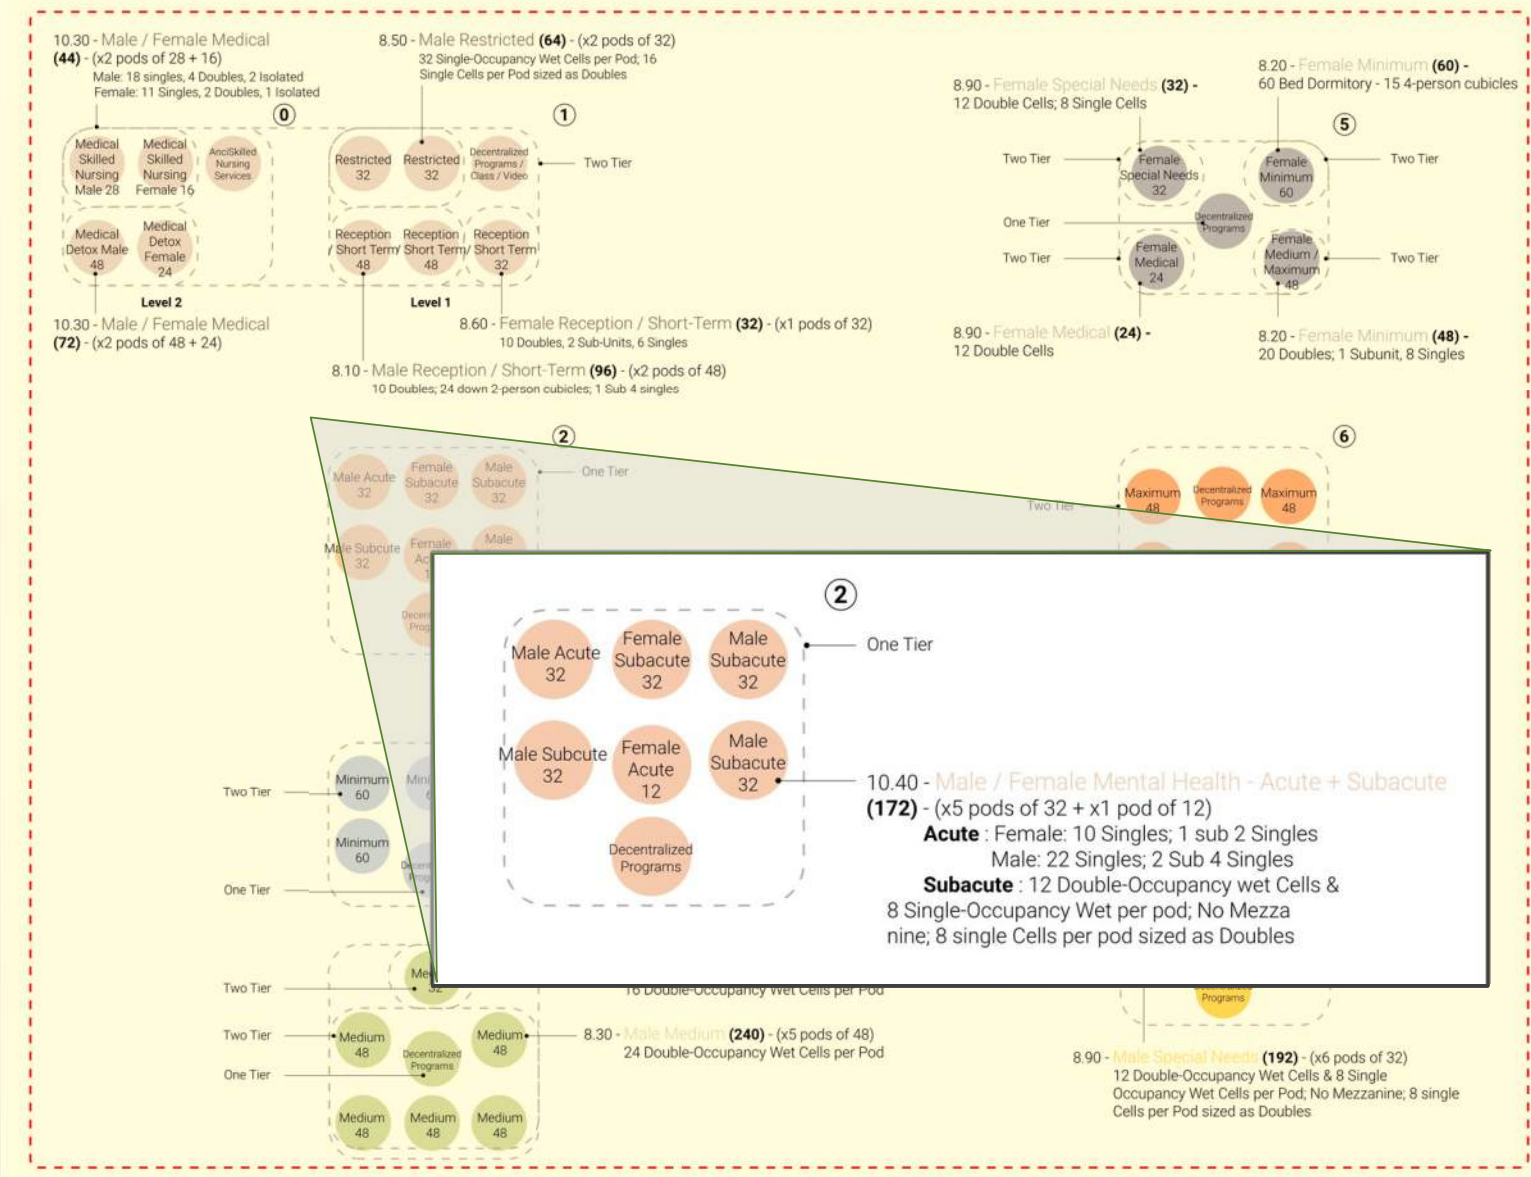 10.30 - Male / Female Medical
(44) - (x2 pods of 28 + 16)
Male: 18 singles, 4 Doubles, 2 Isolated
Female: 11 Singles, 2 Doubles, 1 Isolated
8.50 - Male Restricted (64) - (x2 pods of 32)
32 Single-Occupancy Wet Cells per Pod; 16
Single Cells per Pod sized as Doubles
0
1
Medical
Skilled
Nursing
Male 28
Medical
Skilled
Nursing
Female 16
AnciSkilled
Nursing
Services
Medical
Detox Male
48
Medical
Detox
Female
24
Level 2
10.30 - Male / Female Medical
(72) - (x2 pods of 48 + 24)
Restricted
32
Restricted
32
Decentralized
Programs /
Class / Video
Two Tier
Reception
/ Short Term
48
Reception
/ Short Term
48
Reception
/ Short Term
32
Level 1
8.60 - Female Reception / Short-Term (32) - (x1 pods of 32)
10 Doubles, 2 Sub-Units, 6 Singles
8.10 - Male Reception / Short-Term (96) - (x2 pods of 48)
10 Doubles; 24 down 2-person cubicles; 1 Sub 4 singles
8.90 - Female Special Needs (32) -
12 Double Cells; 8 Single Cells
8.20 - Female Minimum (60) -
60 Bed Dormitory - 15 4-person cubicles
5
Two Tier
Female
Special Needs
32
Female
Minimum
60
Two Tier
One Tier
Decentralized
Programs
Two Tier
Female
Medical
24
Female
Medium /
Maximum
48
Two Tier
8.90 - Female Medical (24) -
12 Double Cells
8.20 - Female Minimum (48) -
20 Doubles; 1 Subunit, 8 Singles
2
Male Acute
32
Female
Subacute
32
Male
Subacute
32
One Tier
Male Subcute
32
Female
Male
6
Two Tier
Maximum
48
Decentralized
Programs
Maximum
48
2
Male Acute
32
Female
Subacute
32
Male
Subacute
32
One Tier
Male Subcute
32
Female
Acute
12
Male
Subacute
32
Decentralized
Programs
10.40 - Male / Female Mental Health - Acute + Subacute
(172) - (x5 pods of 32 + x1 pod of 12)
Acute : Female: 10 Singles; 1 sub 2 Singles
Male: 22 Singles; 2 Sub 4 Singles
Subacute : 12 Double-Occupancy wet Cells &
8 Single-Occupancy Wet per pod; No Mezza
nine; 8 single Cells per pod sized as Doubles
Two Tier
Minimum
60
Minimum
60
One Tier
Two Tier
32
16 Double-Occupancy Wet Cells per Pod
Two Tier
Medium
48
Decentralized
Programs
Medium
48
One Tier
8.30 - Male Medium (240) - (x5 pods of 48)
24 Double-Occupancy Wet Cells per Pod
Medium
48
Medium
48
Medium
48
Programs
8.90 - Male Special Needs (192) - (x6 pods of 32)
12 Double-Occupancy Wet Cells & 8 Single
Occupancy Wet Cells per Pod; No Mezzanine; 8 single
Cells per Pod sized as Doubles